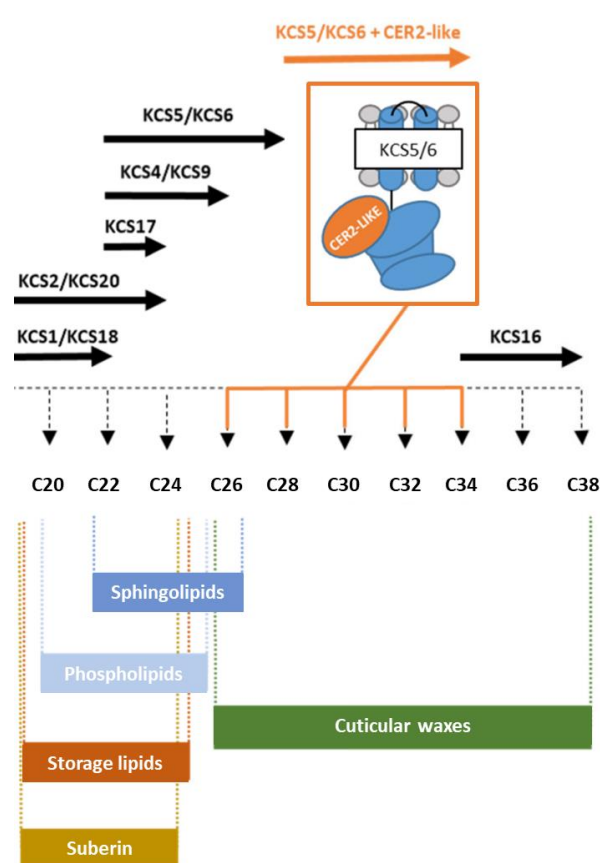 KCS5/KCS6 + CER2-like
KCS5/KCS6
KCS5/6
KCS4/KCS9
CER2-LIKE
KCS17
KCS2/KCS20
KCS1/KCS18
KCS16
C20 C22 C24 C26 C28 C30 C32 C34 C36 C38
Sphingolipids
Phospholipids
Cuticular waxes
Storage lipids
Suberin